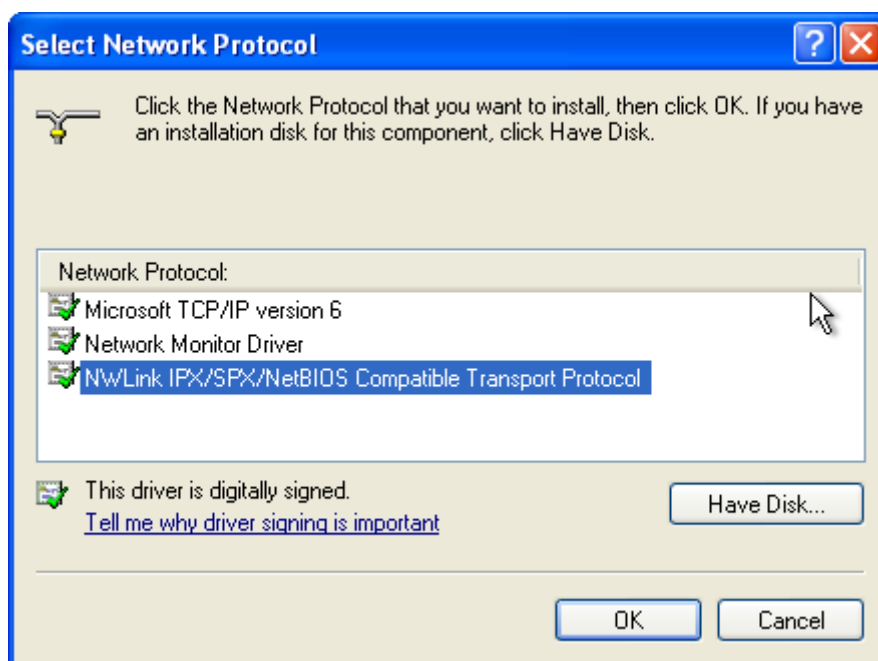 Select Network Protocol
Click the Network Protocol that you want to install, then click OK. If you have
an installation disk for this component, click Have Disk.
Network Protocol:
Microsoft TCP/IP version 6
Network Monitor Driver
NWLink IPX/SPX/NetBIOS Compatible Transport Protocol
This driver is digitally signed.
Tell me why driver signing is important
Have Disk...
OK
Cancel